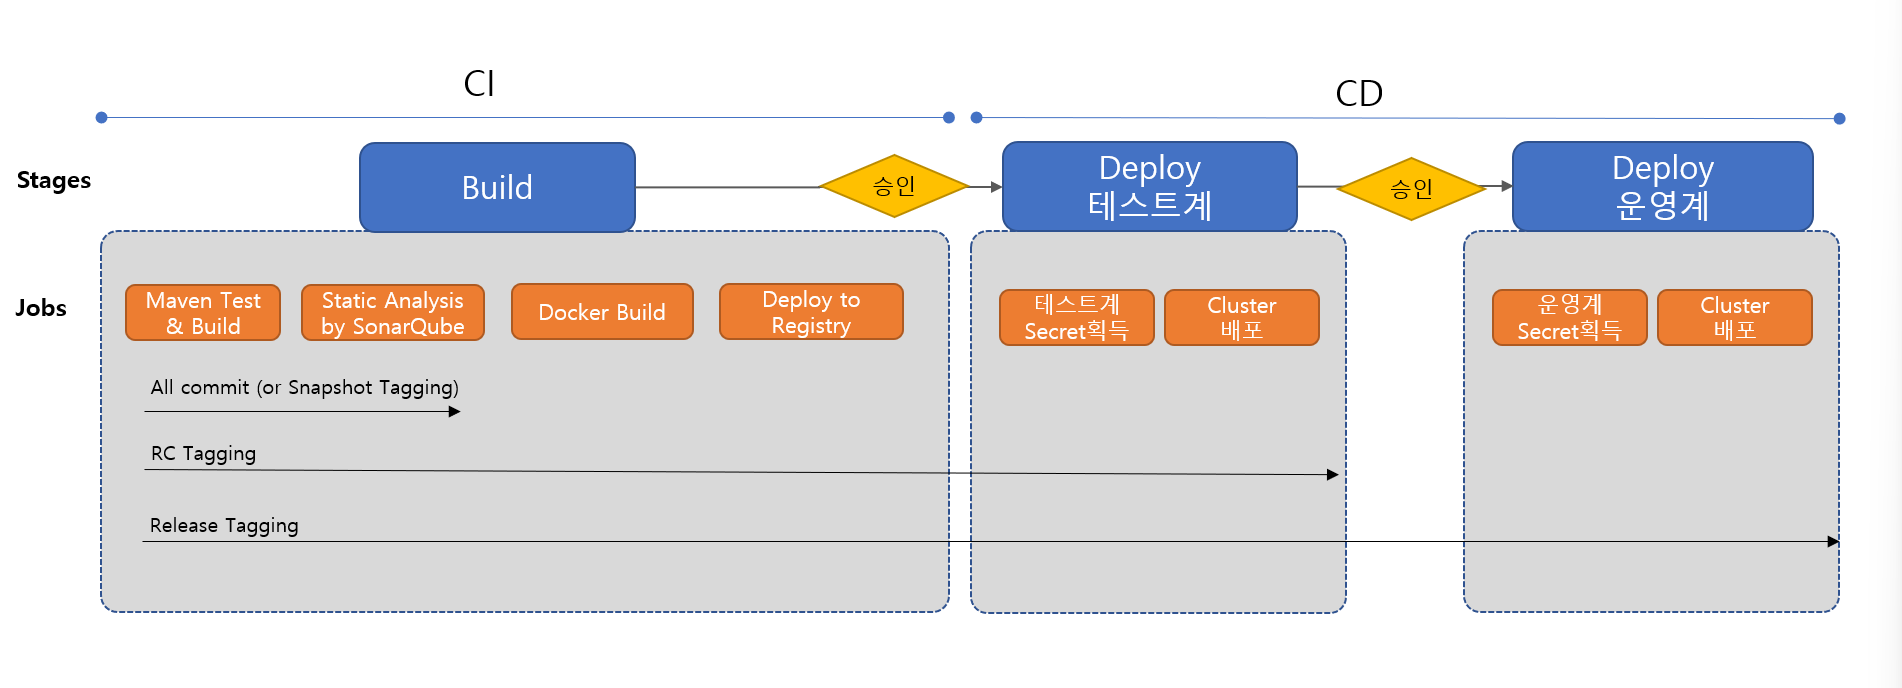 CI
CD
Stages
Build
승인
Deploy
테스트계
승인
Deploy
운영계
Jobs
Maven Test
& Build
Static Analysis
by SonarQube
Docker Build
Deploy to
Registry
테스트계
Secret획득
Cluster
배포
운영계
Secret획득
Cluster
배포
All commit (or Snapshot Tagging)
RC Tagging
Release Tagging